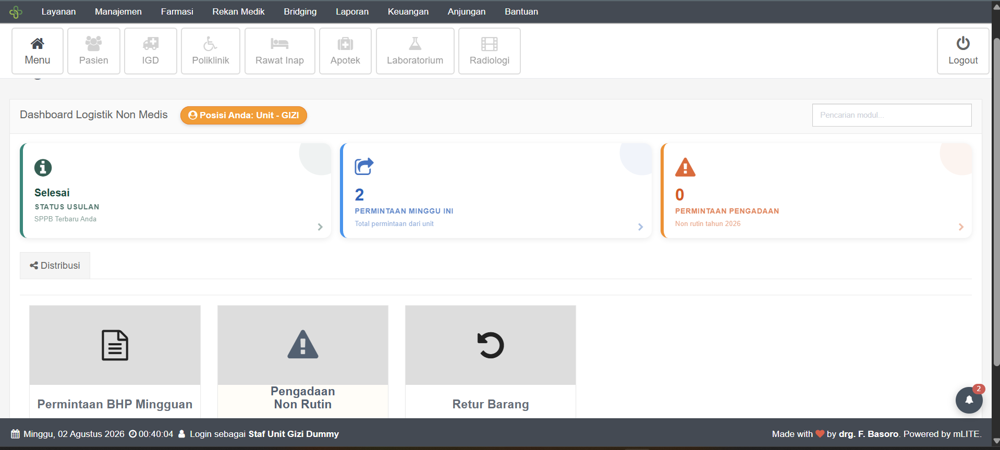 Layanan Manajemen Farmasi Rekan Medik Bridging Laporan Keuangan Anjungan Bantuan
Menu Pasien IGD Poliklinik Rawat Inap Apotek Laboratorium Radiologi Logout
Dashboard Logistik Non Medis Posisi Anda: Unit - GIZI Pencarian modul...
Selesai
STATUS USULAN
SPPB Terbaru Anda
2
PERMINTAAN MINGGU INI
Total permintaan dari unit
0
PERMINTAAN PENGADAAN
Non rutin tahun 2026
Distribusi
Permintaan BHP Mingguan
Pengadaan
Non Rutin
Retur Barang
2
Minggu, 02 Agustus 2026 00:40:04 Login sebagai Staf Unit Gizi Dummy
Made with by drg. F. Basoro. Powered by mLITE.